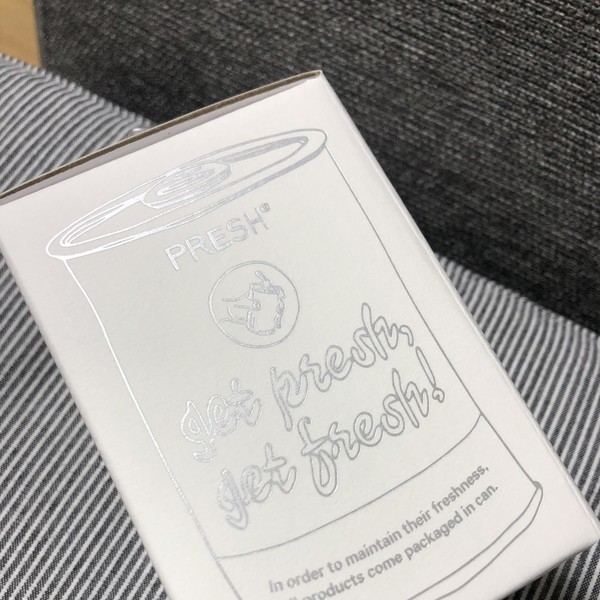 PRESH®
get presh,
get fresh!
In order to maintain their freshness,
products come packaged in can.